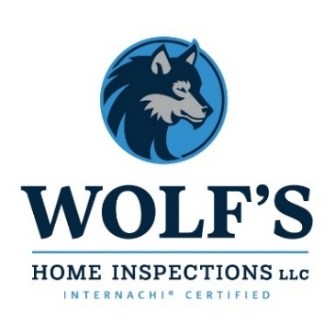 WOLF'S
HOME INSPECTIONS LLC
INTERNACHI® CERTIFIED